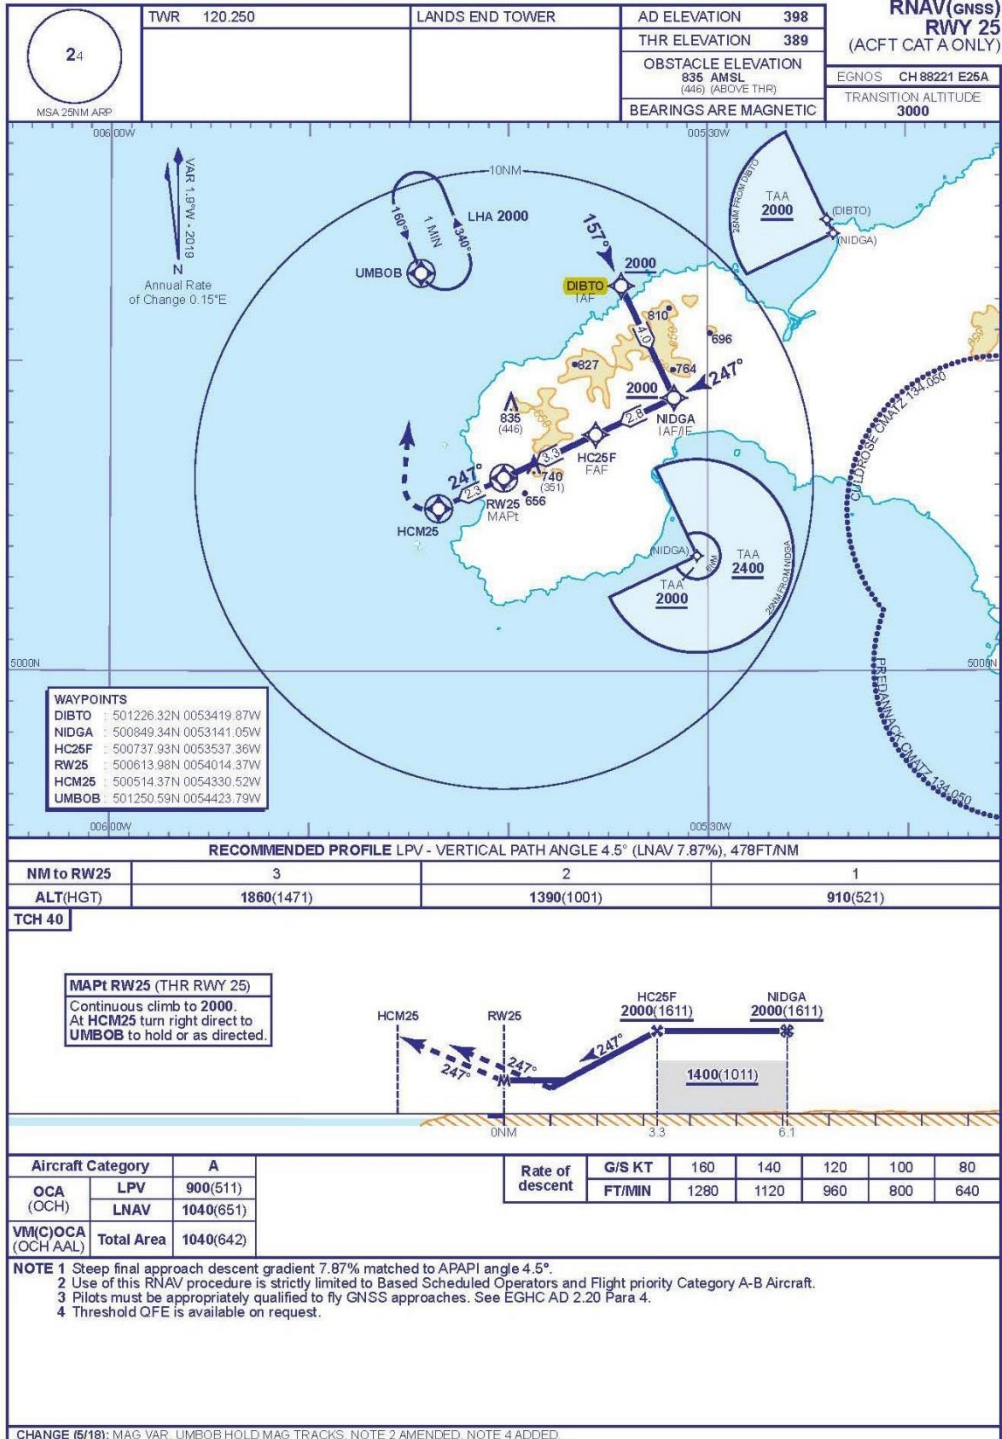 RNAV(GNSS)
RWY 25
(ACFT CAT A ONLY)
24
MSA 25NM ARP
TWR 120.250
LANDS END TOWER
AD ELEVATION 398
THR ELEVATION 389
OBSTACLE ELEVATION
835 AMSL
(446) (ABOVE THR)
BEARINGS ARE MAGNETIC
EGNOS CH 88221 E25A
TRANSITION ALTITUDE
3000
006 00W
005 30W
VAR 1.9°W - 2019
N
Annual Rate
of Change 0.15°E
10NM
160°
1 MIN
340°
LHA 2000
UMBOB
157°
2000
DIBTO
IAF
25NM FROM DIBTO
TAA
2000
(DIBTO)
(NIDGA)
810
4.0
696
827
764
247°
2000
NIDGA
IAF/IF
2.8
835
(446)
HC25F
FAF
3.3
740
(351)
247°
2.3
RW25
MAPt
656
HCM25
(NIDGA)
TAA
2400
TAA
2000
25NM FROM NIDGA
CULDROSE CMATZ 134.050
PREDANNACK CMATZ 134.050
5000N
5000N
WAYPOINTS
DIBTO : 501226.32N 0053419.87W
NIDGA : 500849.34N 0053141.05W
HC25F : 500737.93N 0053537.36W
RW25 : 500613.98N 0054014.37W
HCM25 : 500514.37N 0054330.52W
UMBOB : 501250.59N 0054423.79W
006 00W
005 30W
RECOMMENDED PROFILE LPV - VERTICAL PATH ANGLE 4.5° (LNAV 7.87%), 478FT/NM
NM to RW25 3 2 1
ALT(HGT) 1860(1471) 1390(1001) 910(521)
TCH 40
MAPt RW25 (THR RWY 25)
Continuous climb to 2000.
At HCM25 turn right direct to
UMBOB to hold or as directed.
HCM25
RW25
HC25F
2000(1611)
NIDGA
2000(1611)
247°
247°
247°
M
1400(1011)
0NM
3.3
6.1
Aircraft Category A
OCA (OCH) LPV 900(511)
LNAV 1040(651)
VM(C)OCA (OCH AAL) Total Area 1040(642)
Rate of descent G/S KT 160 140 120 100 80
FT/MIN 1280 1120 960 800 640
NOTE 1 Steep final approach descent gradient 7.87% matched to APAPI angle 4.5°.
2 Use of this RNAV procedure is strictly limited to Based Scheduled Operators and Flight priority Category A-B Aircraft.
3 Pilots must be appropriately qualified to fly GNSS approaches. See EGHC AD 2.20 Para 4.
4 Threshold QFE is available on request.
CHANGE (5/18): MAG VAR. UMBOB HOLD MAG TRACKS. NOTE 2 AMENDED. NOTE 4 ADDED.